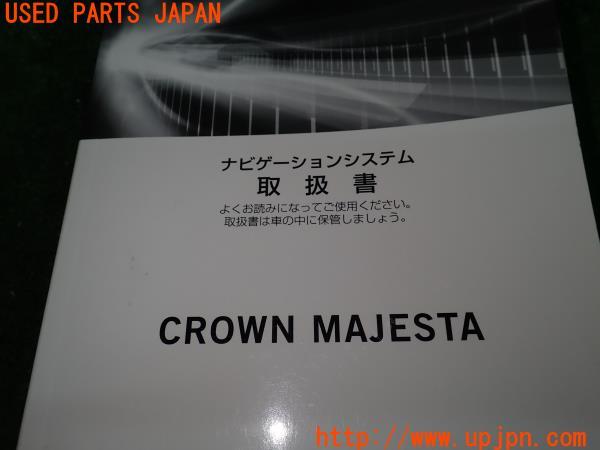 USED PARTS JAPAN
ナビゲーションシステム
取扱書
よくお読みになってご使用ください。
取扱書は車の中に保管しましょう。
CROWN MAJESTA
http://www.upjpn.com